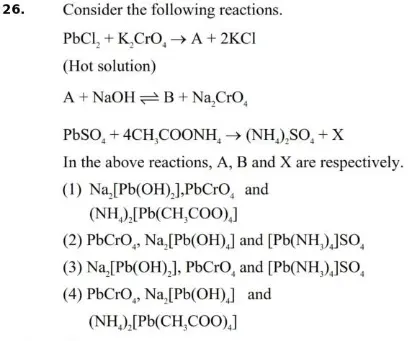 26. Consider the following reactions.
PbCl₂ + K₂CrO₄ → A + 2KCl
(Hot solution)
A + NaOH ⇌ B + Na₂CrO₄
PbSO₄ + 4CH₃COONH₄ → (NH₄)₂SO₄ + X
In the above reactions, A, B and X are respectively.
(1) Na₂[Pb(OH)₂],PbCrO₄ and
(NH₄)₂[Pb(CH₃COO)₄]
(2) PbCrO₄, Na₂[Pb(OH)₄] and [Pb(NH₃)₄]SO₄
(3) Na₂[Pb(OH)₂], PbCrO₄ and [Pb(NH₃)₄]SO₄
(4) PbCrO₄, Na₂[Pb(OH)₄] and
(NH₄)₂[Pb(CH₃COO)₄]